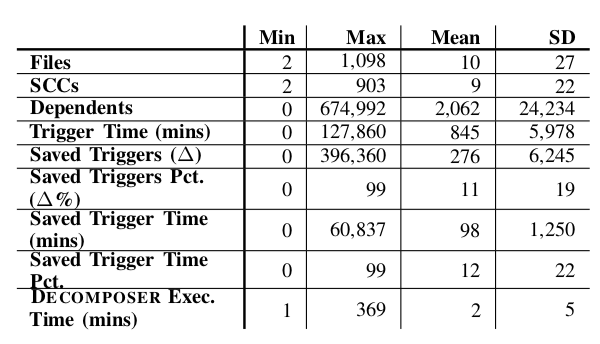 Min Max Mean SD
Files 2 1,098 10 27
SCCs 2 903 9 22
Dependents 0 674,992 2,062 24,234
Trigger Time (mins) 0 127,860 845 5,978
Saved Triggers (Δ) 0 396,360 276 6,245
Saved Triggers Pct.
(Δ%) 0 99 11 19
Saved Trigger Time
(mins) 0 60,837 98 1,250
Saved Trigger Time
Pct. 0 99 12 22
DECOMPOSER Exec.
Time (mins) 1 369 2 5